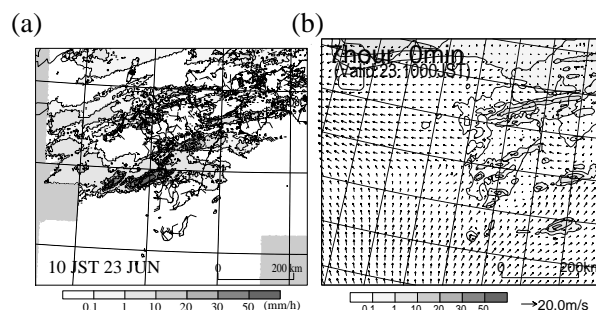 (a)
(b)
7hour 0min
(Valid:23.1000JST)
10 JST 23 JUN
0 200 km
0 200km
0.1 1 10 20 30 50 (mm/h)
0.1 1 10 20 30 50
20.0m/s